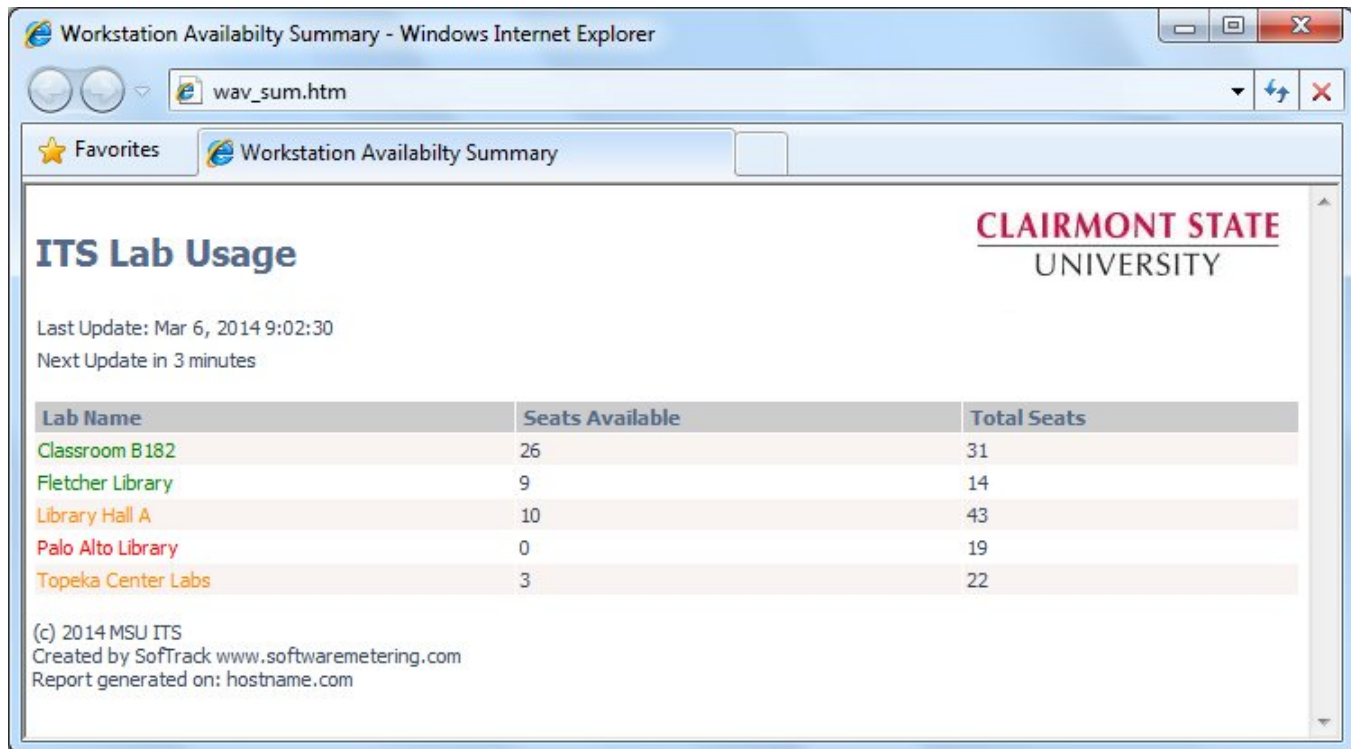 Workstation Availabilty Summary - Windows Internet Explorer
wav_sum.htm
Favorites
Workstation Availabilty Summary
CLAIRMONT STATE
UNIVERSITY
ITS Lab Usage
Last Update: Mar 6, 2014 9:02:30
Next Update in 3 minutes
Lab Name Seats Available Total Seats
Classroom B182 26 31
Fletcher Library 9 14
Library Hall A 10 43
Palo Alto Library 0 19
Topeka Center Labs 3 22
(c) 2014 MSU ITS
Created by SofTrack www.softwaremetering.com
Report generated on: hostname.com